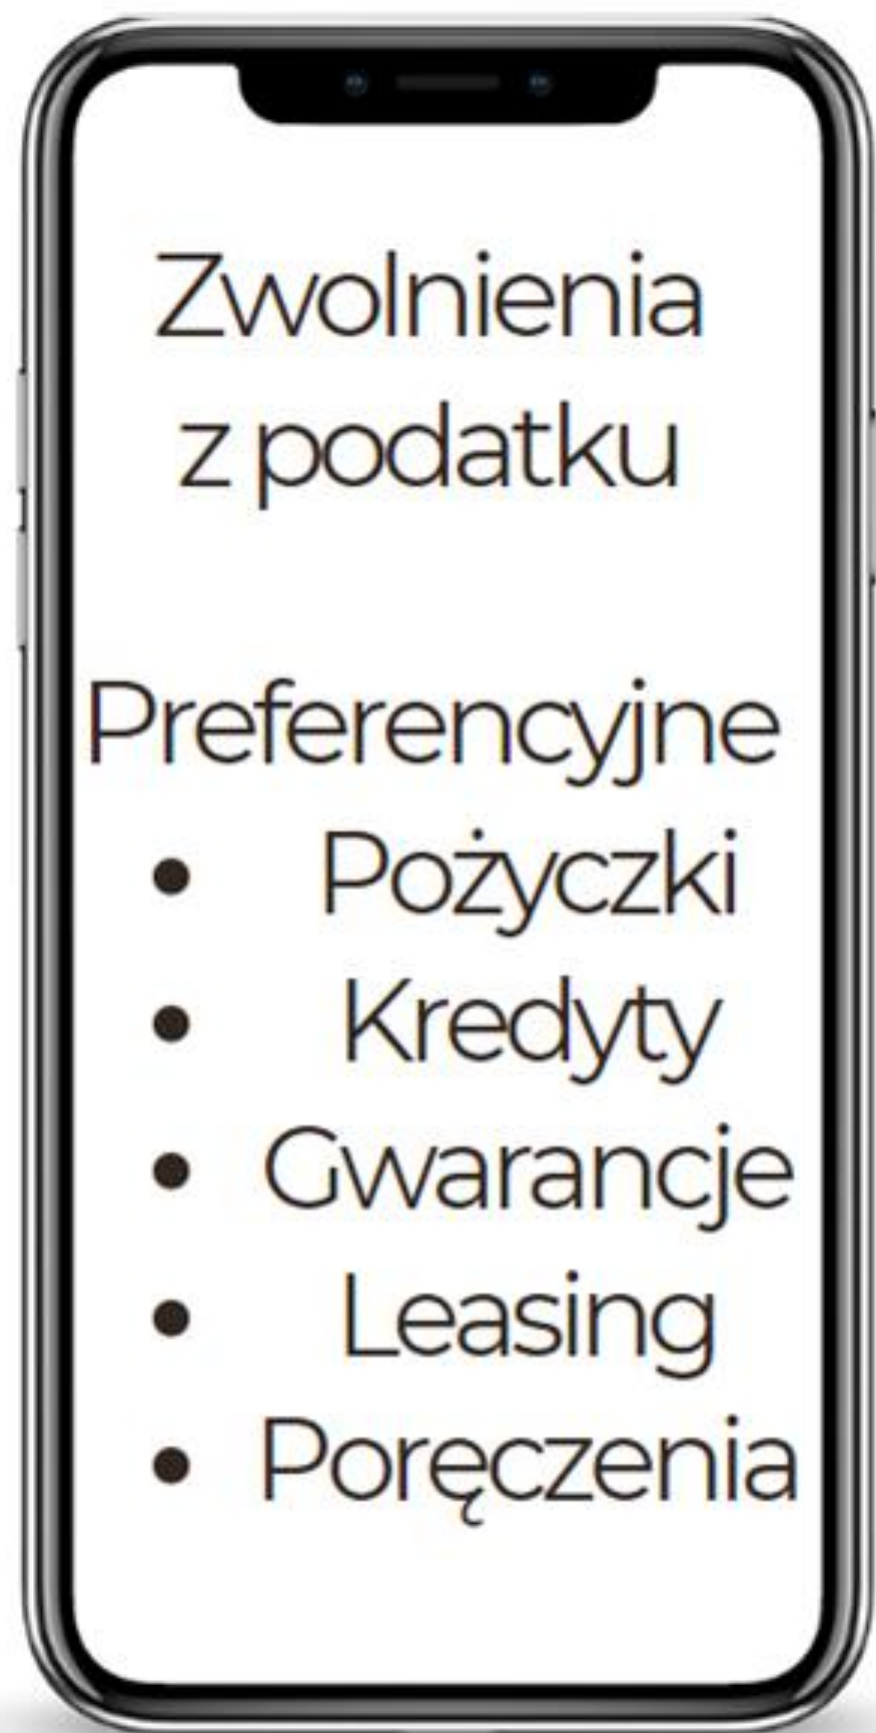 Zwolnienia
z podatku
Preferencyjne
• Pożyczki
• Kredyty
• Gwarancje
• Leasing
• Poręczenia